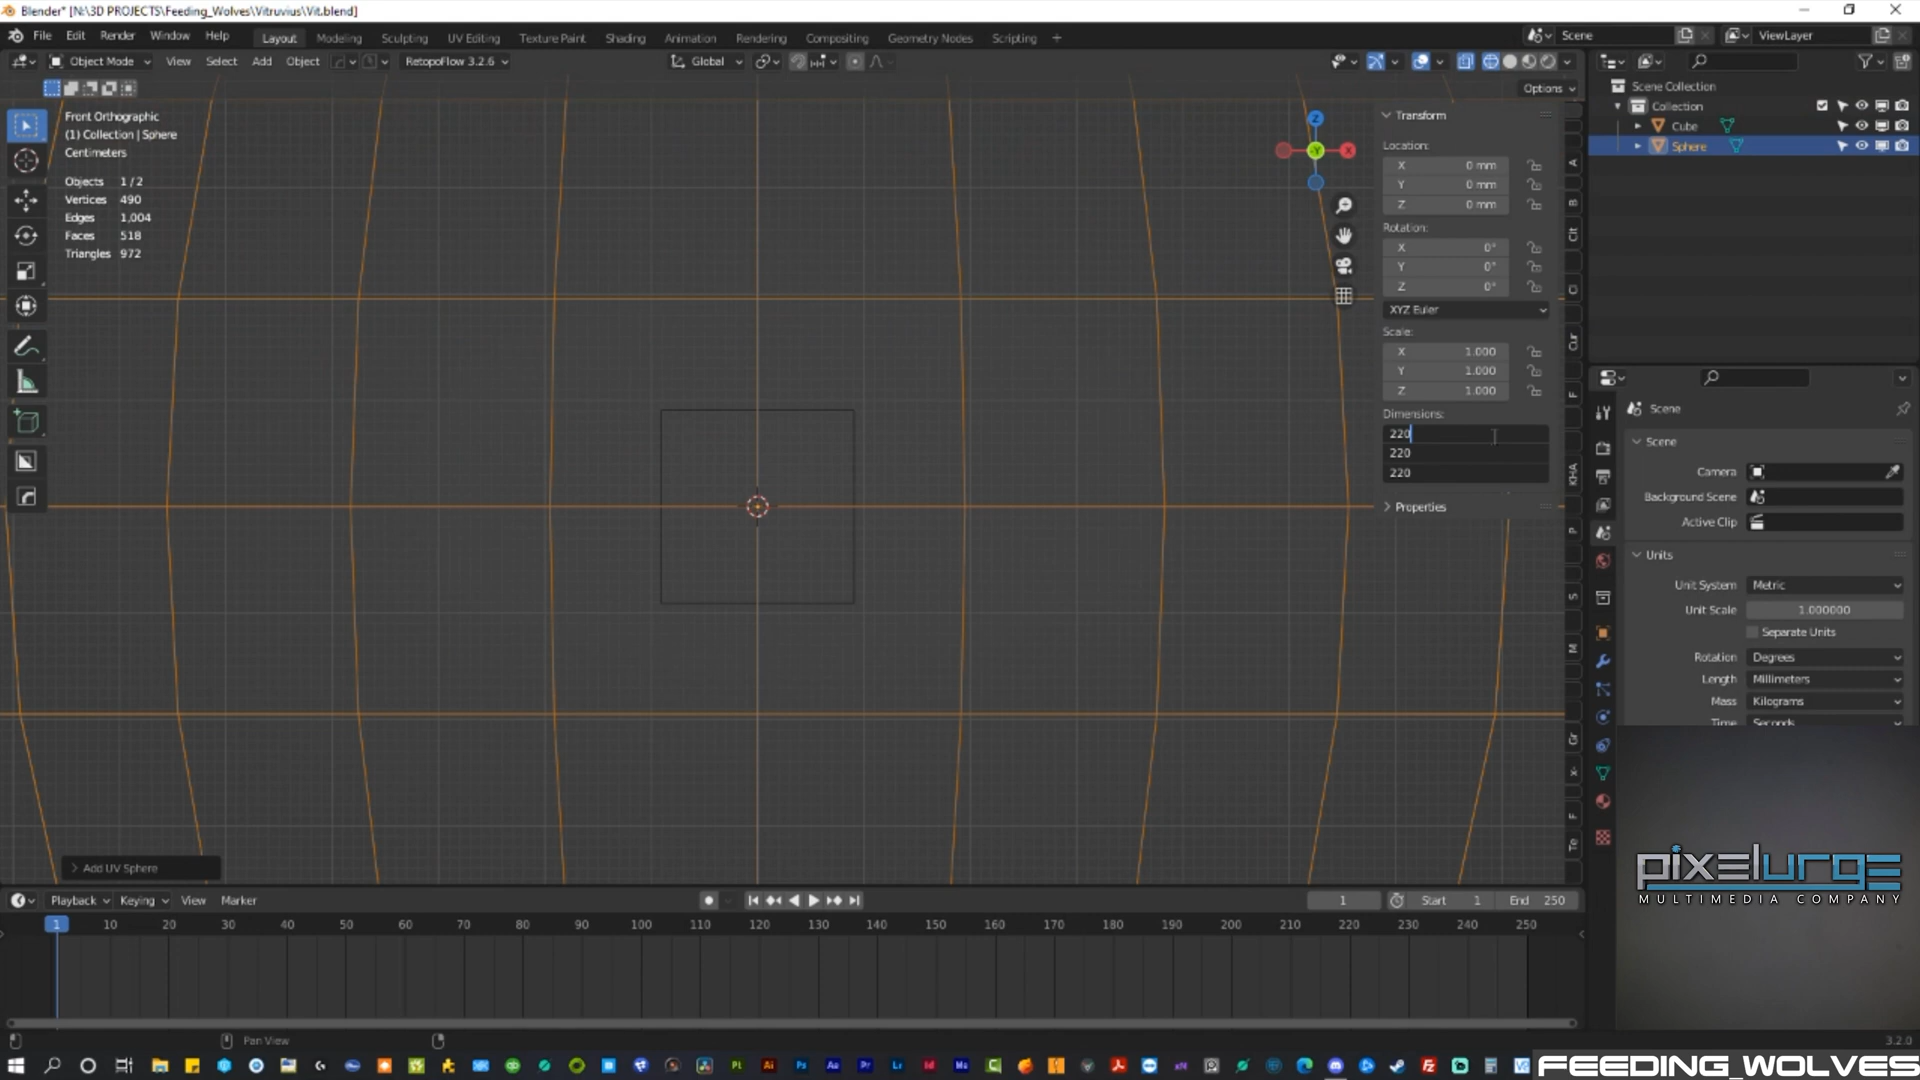 Blender* [N:\3D PROJECTS\Feeding_Wolves\Vitruvius\Vit.blend]
File Edit Render Window Help
Layout Modeling Sculpting UV Editing Texture Paint Shading Animation Rendering Compositing Geometry Nodes Scripting +
Scene
ViewLayer
Object Mode View Select Add Object RetopoFlow 3.2.6 Global
Options
Front Orthographic
(1) Collection | Sphere
Centimeters
Objects 1 / 2
Vertices 490
Edges 1,004
Faces 518
Triangles 972
Z
-Y X
Transform
Location:
X 0 mm
Y 0 mm
Z 0 mm
Rotation:
X 0°
Y 0°
Z 0°
XYZ Euler
Scale:
X 1.000
Y 1.000
Z 1.000
Dimensions:
220
220
220
Properties
Scene Collection
Collection
Cube
Sphere
Scene
Scene
Camera
Background Scene
Active Clip
Units
Unit System Metric
Unit Scale 1.000000
Separate Units
Rotation Degrees
Length Millimeters
Mass Kilograms
Time Seconds
Add UV Sphere
Playback Keying View Marker
1 Start 1 End 250
1 10 20 30 40 50 60 70 80 90 100 110 120 130 140 150 160 170 180 190 200 210 220 230 240 250
Pan View
3.2.0
pixelurge
MULTIMEDIA COMPANY
FEEDING_WOLVES